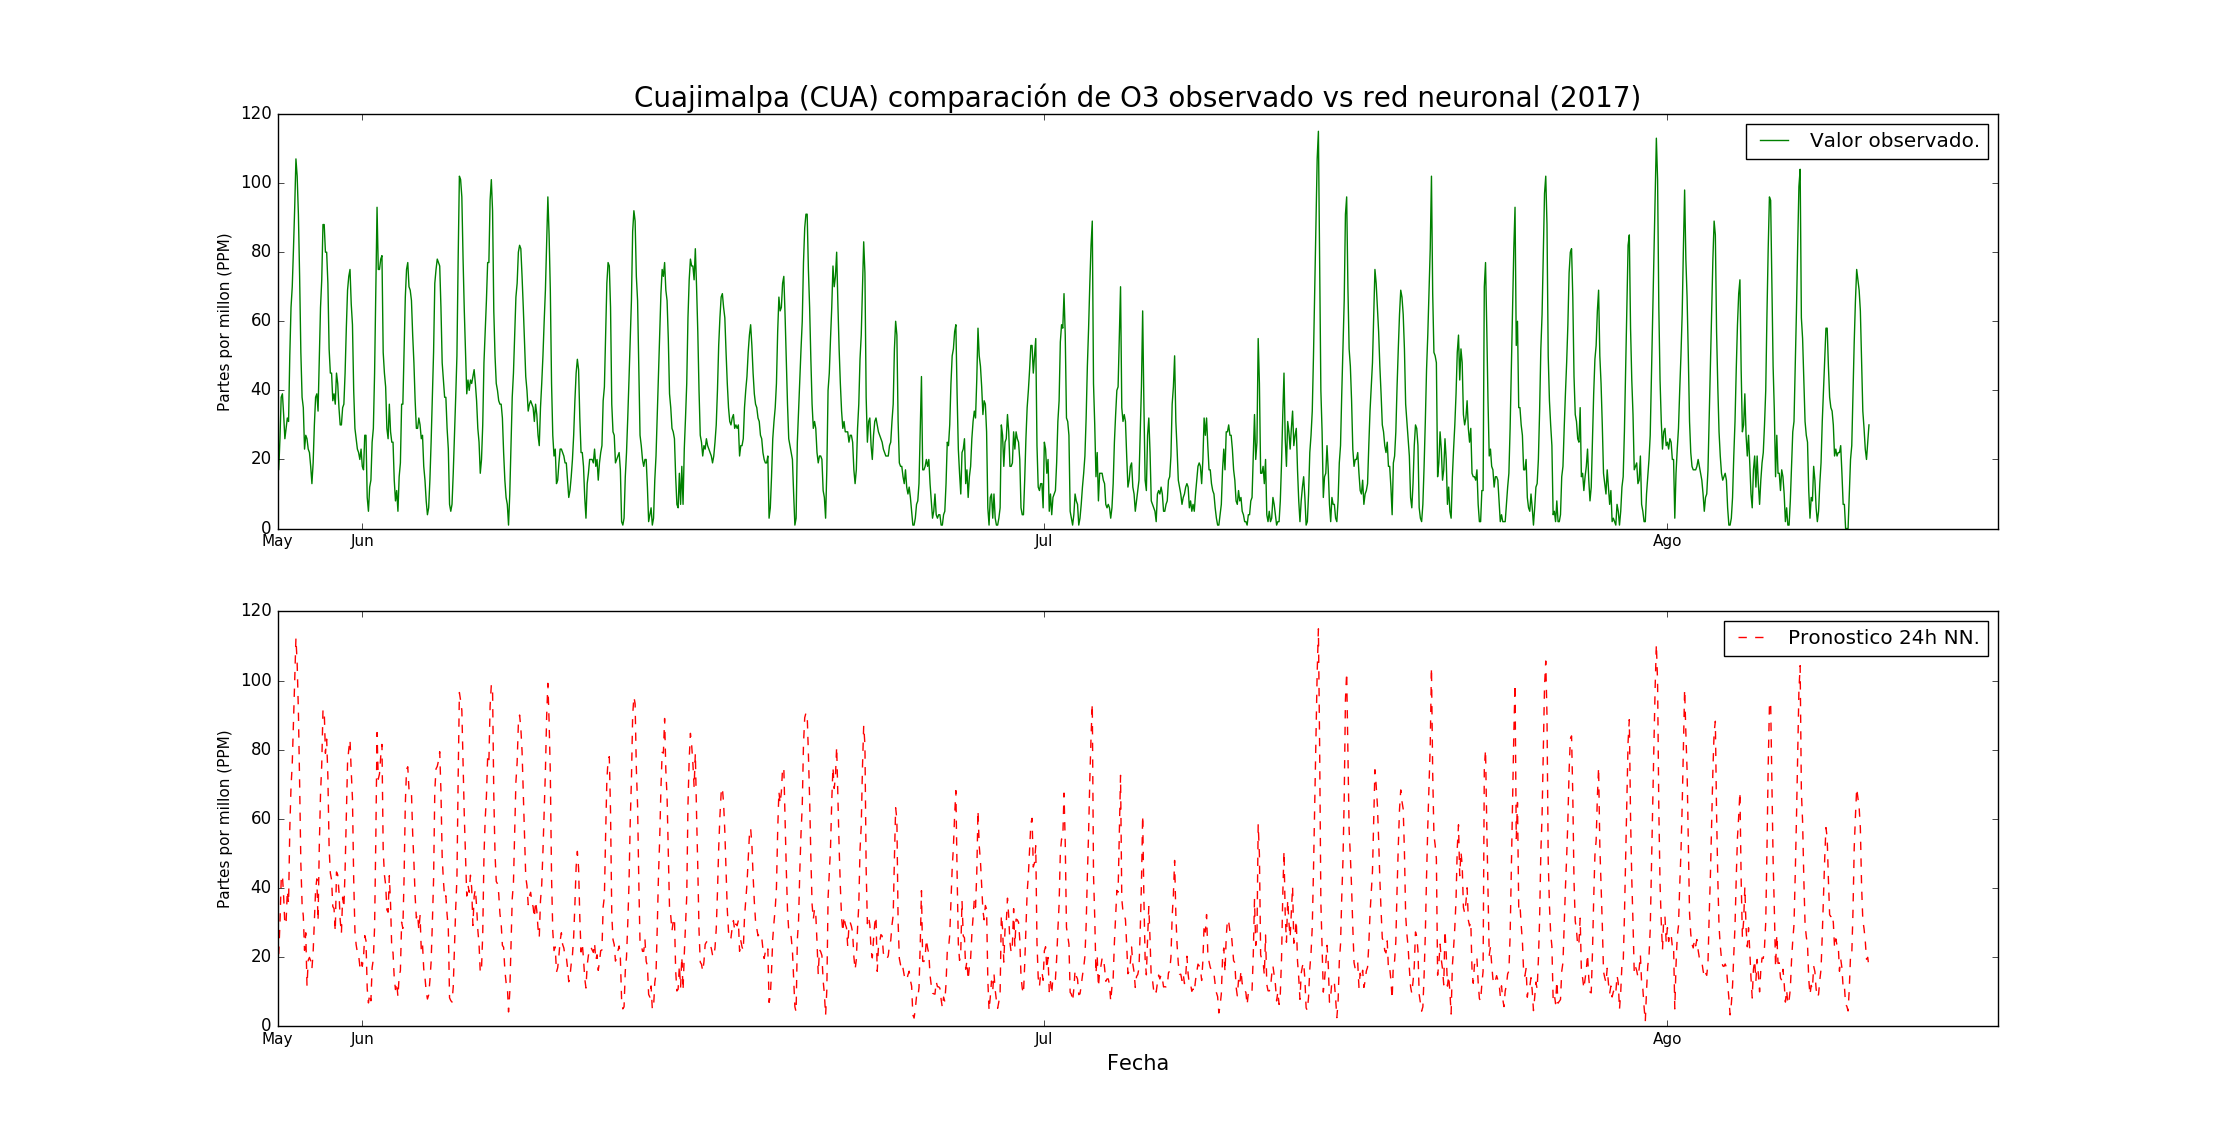 Cuajimalpa (CUA) comparación de O3 observado vs red neuronal (2017)
120
100
80
60
40
20
0
Partes por millon (PPM)
Valor observado.
May Jun Jul Ago
120
100
80
60
40
20
0
Partes por millon (PPM)
Pronostico 24h NN.
May Jun Jul Ago
Fecha